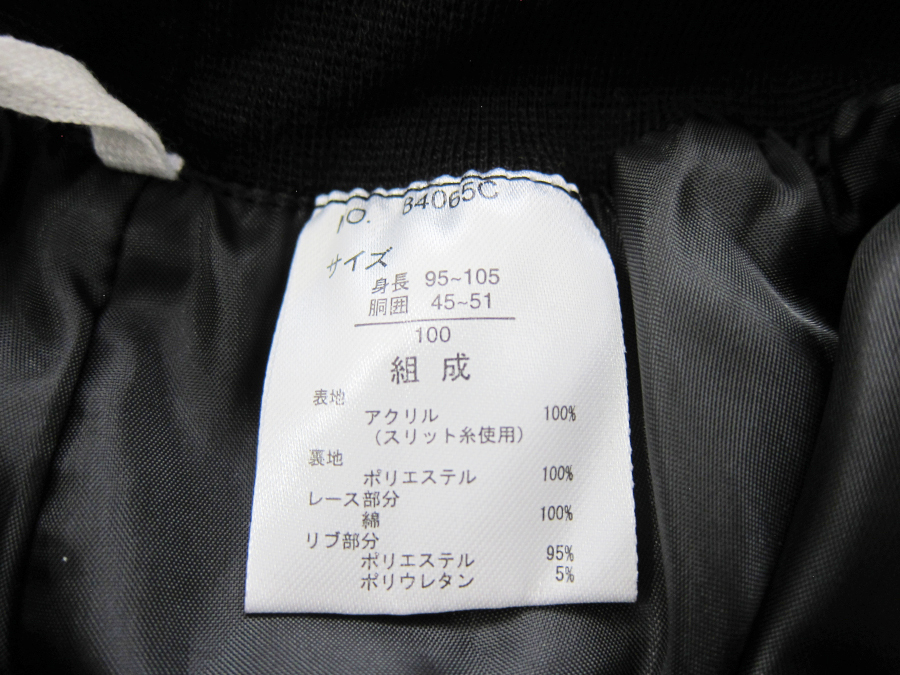 NO. B4065C
サイズ
身長 95~105
胴囲 45~51
100
組成
表地
アクリル 100%
(スリット糸使用)
裏地
ポリエステル 100%
レース部分
綿 100%
リブ部分
ポリエステル 95%
ポリウレタン 5%